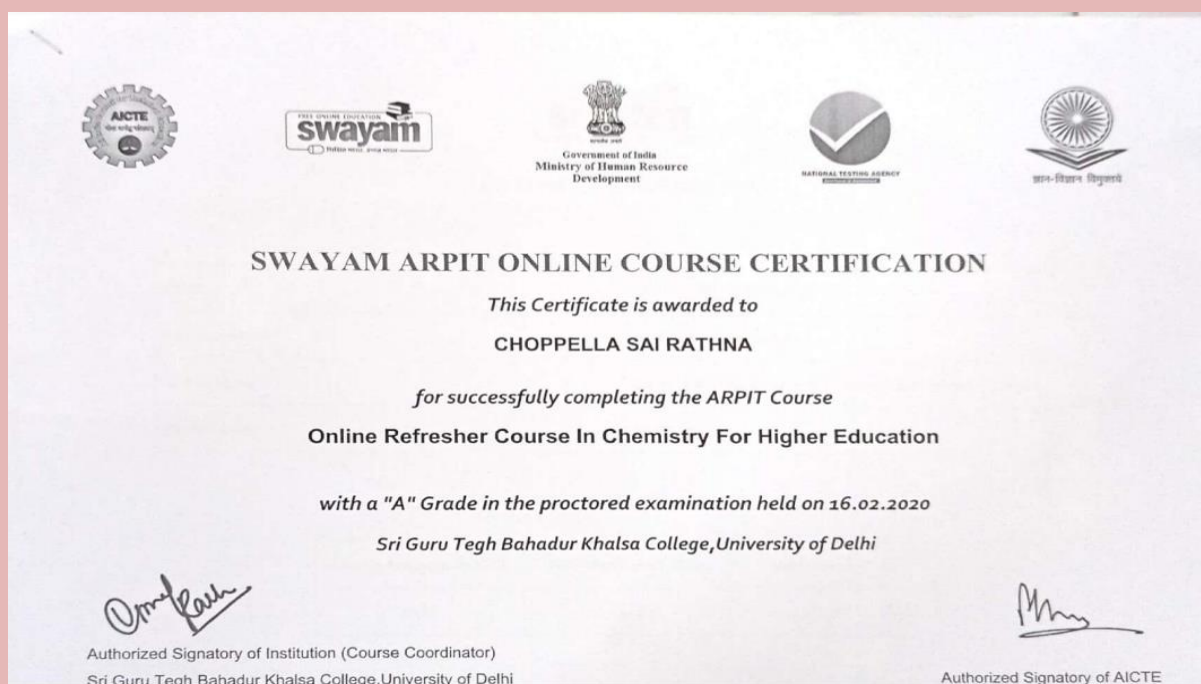 AICTE
FREE ONLINE EDUCATION
swayam
Government of India
Ministry of Human Resource
Development
NATIONAL TESTING AGENCY
ज्ञान-विज्ञान विमुक्तये
SWAYAM ARPIT ONLINE COURSE CERTIFICATION
This Certificate is awarded to
CHOPPELLA SAI RATHNA
for successfully completing the ARPIT Course
Online Refresher Course In Chemistry For Higher Education
with a "A" Grade in the proctored examination held on 16.02.2020
Sri Guru Tegh Bahadur Khalsa College,University of Delhi
Authorized Signatory of Institution (Course Coordinator)
Sri Guru Tegh Bahadur Khalsa College,University of Delhi
Authorized Signatory of AICTE